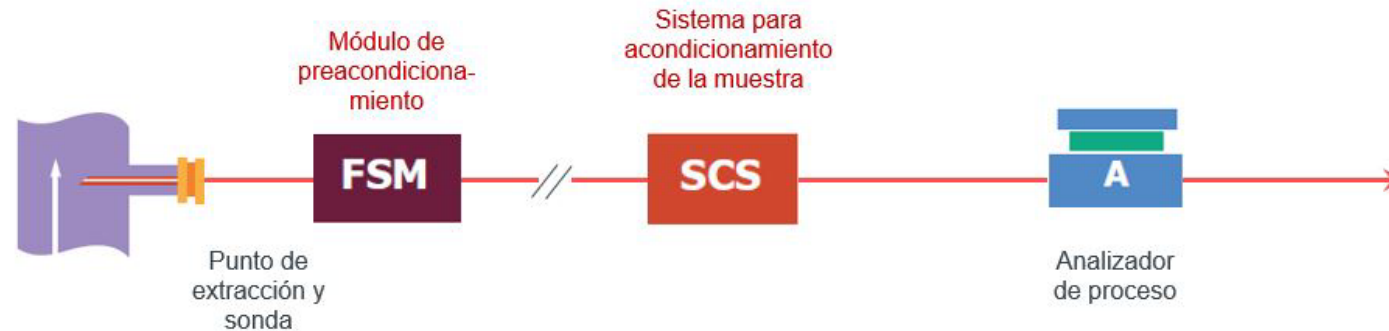 Módulo de
preacondiciona-
miento
Sistema para
acondicionamiento
de la muestra
FSM
SCS
A
Punto de
extracción y
sonda
Analizador
de proceso